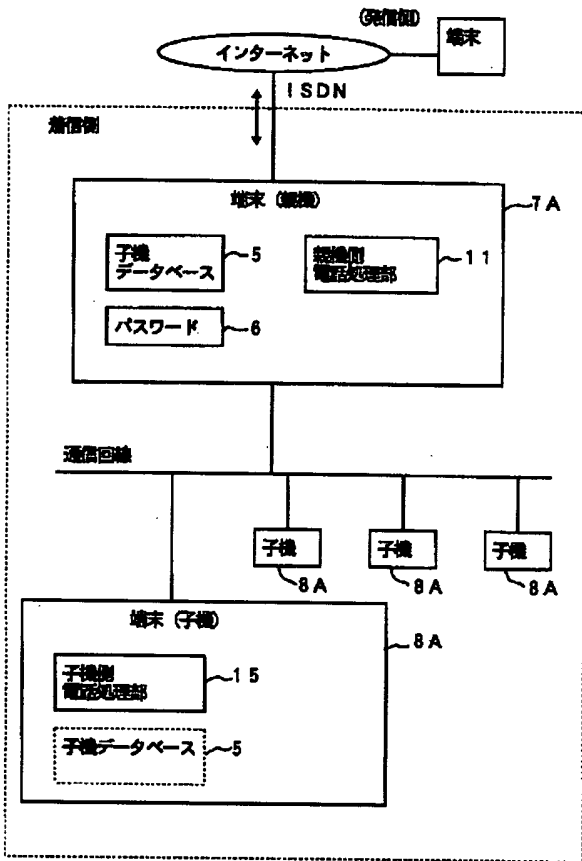 (発信側)
端末
インターネット
ISDN
着信側
端末 (親機)
7A
子機
データベース
5
親機側
電話処理部
11
パスワード
6
通信回線
子機
8A
子機
8A
子機
8A
端末 (子機)
8A
子機側
電話処理部
15
子機データベース
5